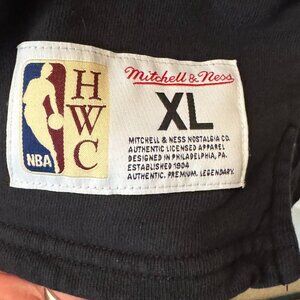 H
W
C
NBA
Mitchell & Ness
XL
MITCHELL & NESS NOSTALGIA CO.
AUTHENTIC LICENSED APPAREL
DESIGNED IN PHILADELPHIA, PA.
ESTABLISHED 1904
AUTHENTIC. PREMIUM. LEGENDARY.